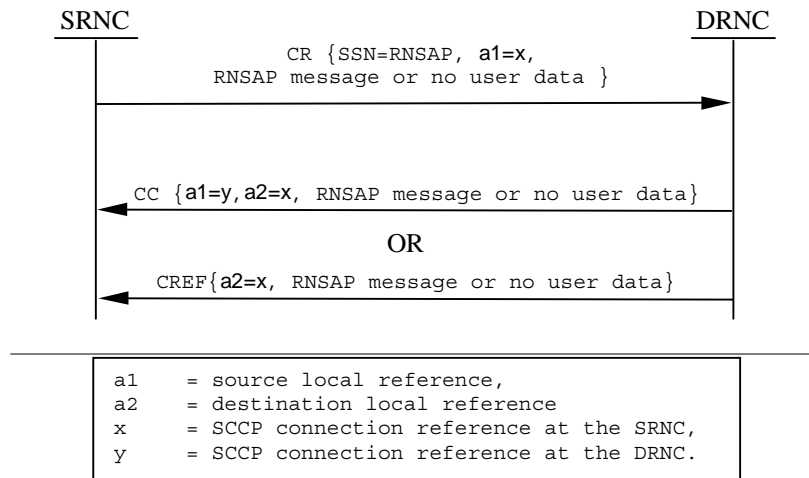 SRNC DRNC
CR {SSN=RNSAP, a1=x,
RNSAP message or no user data }
CC {a1=y,a2=x, RNSAP message or no user data}
OR
CREF{a2=x, RNSAP message or no user data}
a1 = source local reference,
a2 = destination local reference
x = SCCP connection reference at the SRNC,
y = SCCP connection reference at the DRNC.